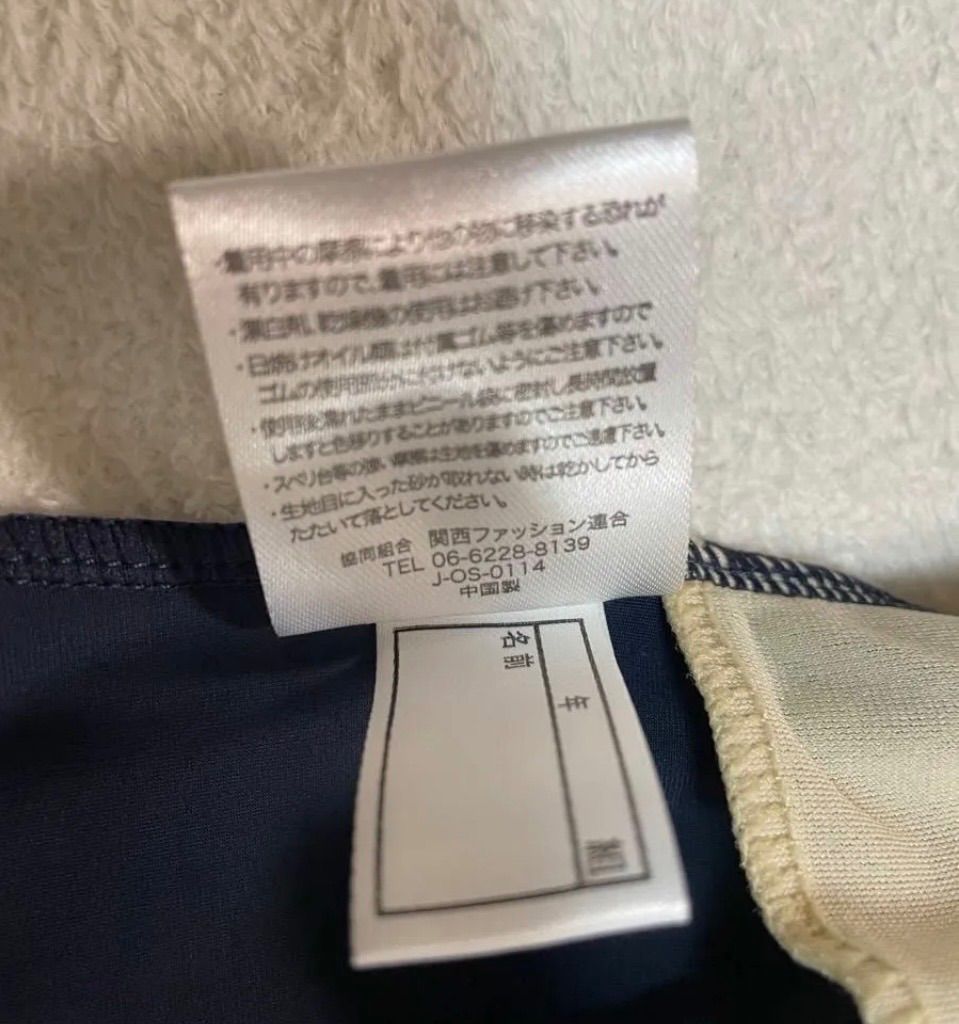 ・着用中の摩擦により他の物に移染する恐れが
有りますので、着用には注意して下さい。
・漂白剤、乾燥機の使用はお避け下さい。
・日焼けオイル類は付属ゴム等を傷めますので
ゴムの使用部分に付けないようにご注意下さい。
・使用後濡れたままビニール袋に密封し長時間放置
しますと色移りすることがありますのでご注意下さい。
・スベリ台等の強い摩擦は生地を傷めますのでご注意下さい。
・生地目に入った砂が取れない時は乾かしてから
たたいて落としてください。
協同組合 関西ファッション連合
TEL 06-6228-8139
J-OS-0114
中国製
年 組
名前